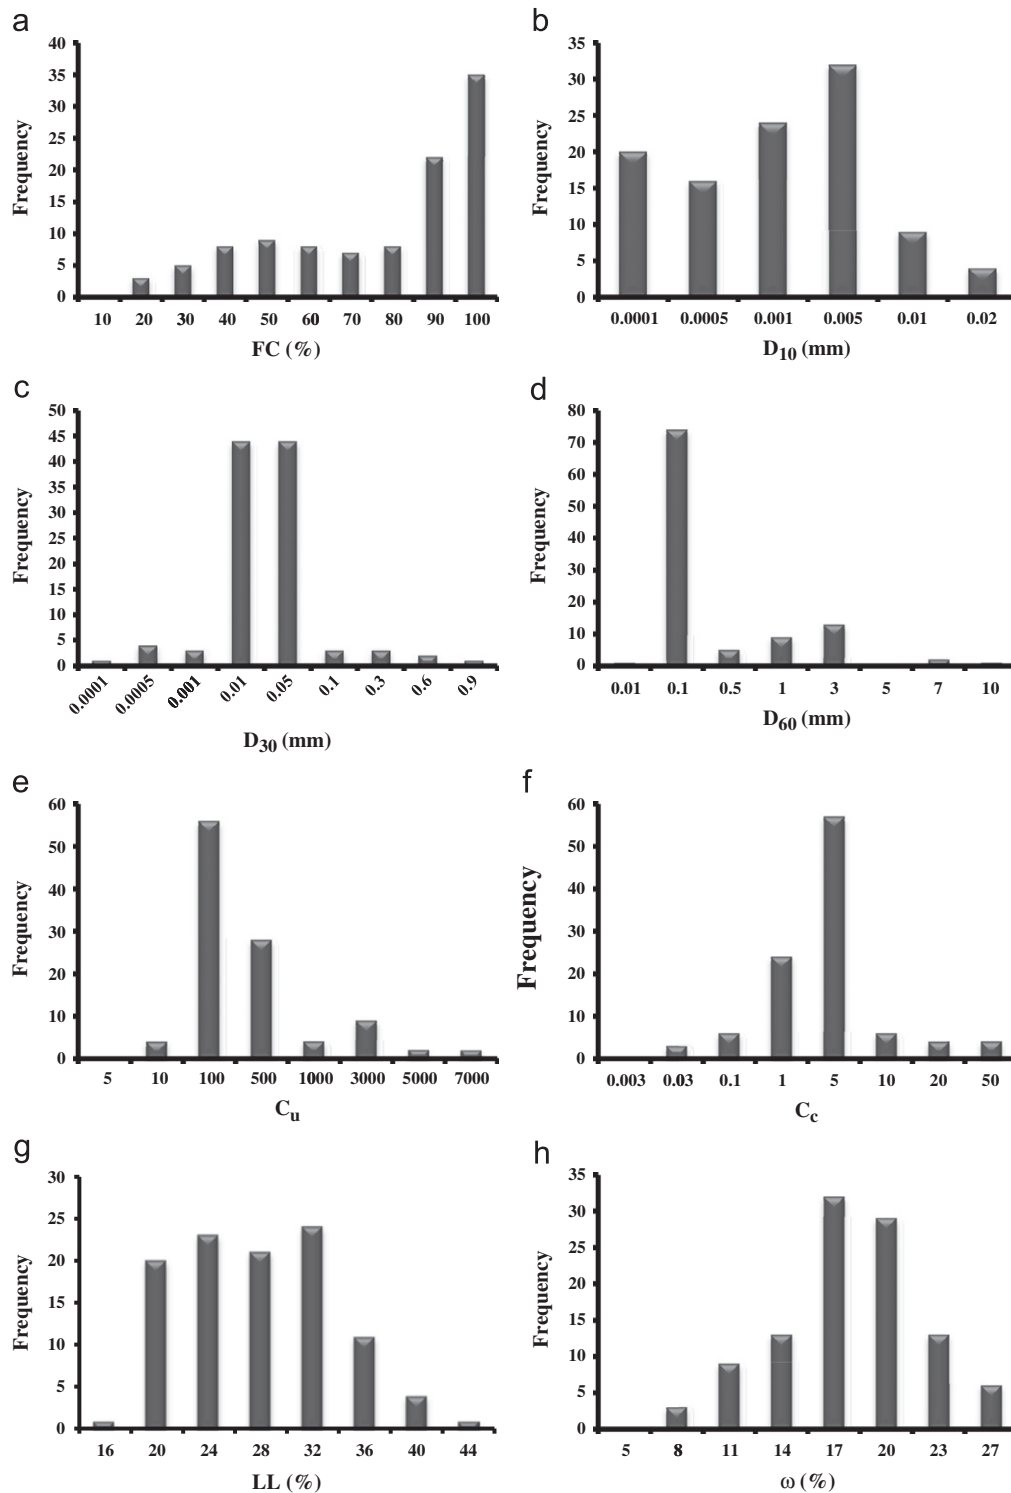 a
40
35
30
25
20
15
10
5
0
Frequency
10 20 30 40 50 60 70 80 90 100
FC (%)
b
35
30
25
20
15
10
5
0
Frequency
0.0001 0.0005 0.001 0.005 0.01 0.02
D10 (mm)
c
50
45
40
35
30
25
20
15
10
5
0
Frequency
0.0001 0.0005 0.001 0.01 0.05 0.1 0.3 0.6 0.9
D30 (mm)
d
80
70
60
50
40
30
20
10
0
Frequency
0.01 0.1 0.5 1 3 5 7 10
D60 (mm)
e
60
50
40
30
20
10
0
Frequency
5 10 100 500 1000 3000 5000 7000
Cu
f
60
50
40
30
20
10
0
Frequency
0.003 0.03 0.1 1 5 10 20 50
Cc
g
30
25
20
15
10
5
0
Frequency
16 20 24 28 32 36 40 44
LL (%)
h
35
30
25
20
15
10
5
0
Frequency
5 8 11 14 17 20 23 27
ω (%)